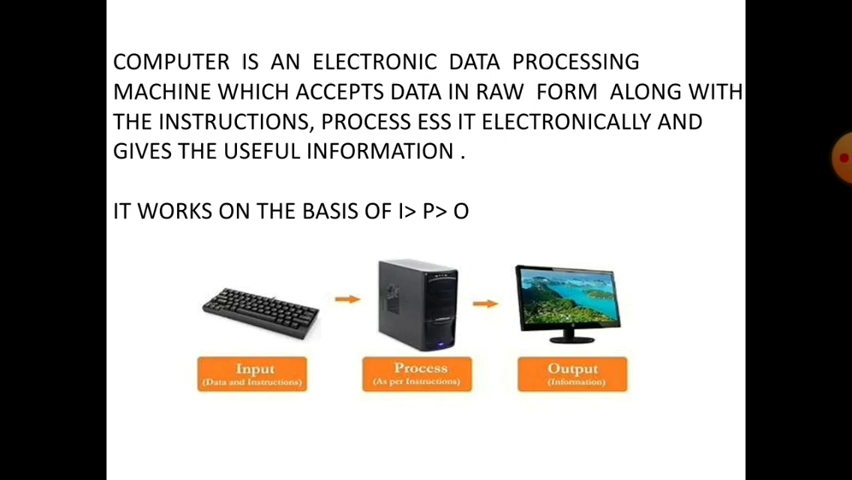 COMPUTER IS AN ELECTRONIC DATA PROCESSING
MACHINE WHICH ACCEPTS DATA IN RAW FORM ALONG WITH
THE INSTRUCTIONS, PROCESS ESS IT ELECTRONICALLY AND
GIVES THE USEFUL INFORMATION .
IT WORKS ON THE BASIS OF I> P> O
Input
(Data and Instructions)
Process
(As per Instructions)
Output
(Information)